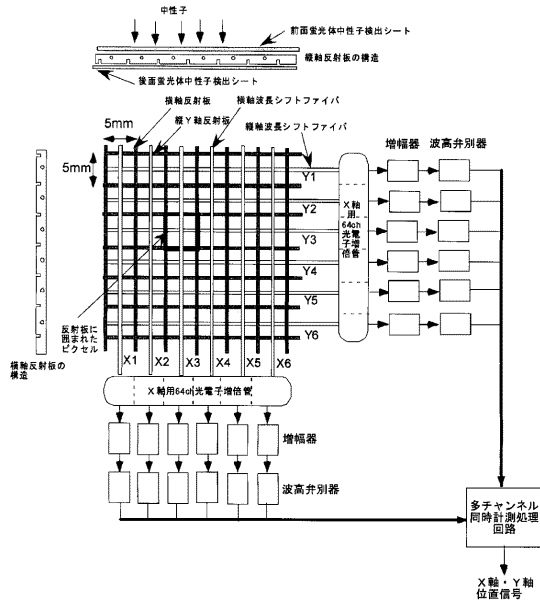 中性子
前面蛍光体中性子検出シート
縦軸反射板の構造
後面蛍光体中性子検出シート
横軸反射板
横軸波長シフトファイバ
縦Y軸反射板
縦軸波長シフトファイバ
5mm
5mm
増幅器
波高弁別器
Y1
Y2
Y3
Y4
Y5
Y6
X軸
用
64ch
光電
子増
倍管
反射板に
囲まれた
ピクセル
横軸反射板の
構造
X1
X2
X3
X4
X5
X6
X軸用64ch光電子増倍管
増幅器
波高弁別器
多チャンネル
同時計測処理
回路
X軸・Y軸
位置信号